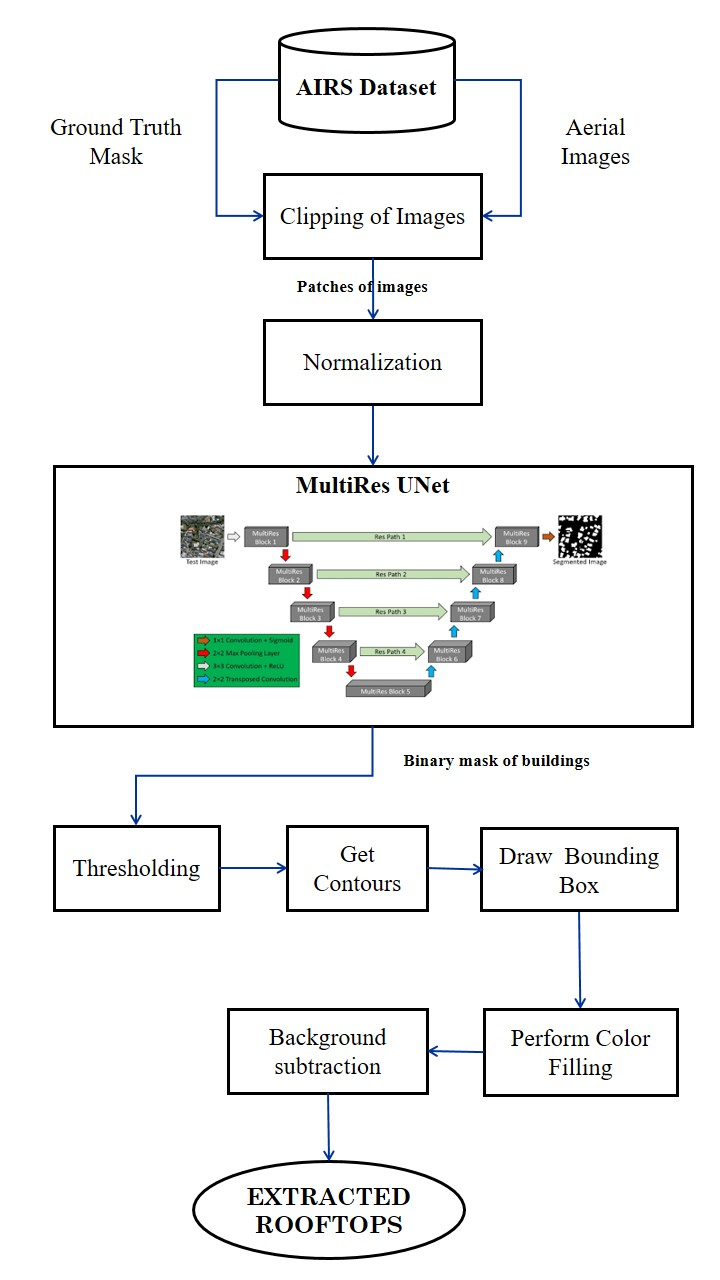 AIRS Dataset
Ground Truth
Mask
Aerial
Images
Clipping of Images
Patches of images
Normalization
MultiRes UNet
Test Image
MultiRes
Block 1
Res Path 1
MultiRes
Block 9
Segmented Image
MultiRes
Block 2
Res Path 2
MultiRes
Block 8
MultiRes
Block 3
Res Path 3
MultiRes
Block 7
MultiRes
Block 4
Res Path 4
MultiRes
Block 6
MultiRes Block 5
1×1 Convolution + Sigmoid
2×2 Max Pooling Layer
3×3 Convolution + ReLU
2×2 Transposed Convolution
Binary mask of buildings
Thresholding
Get
Contours
Draw Bounding
Box
Perform Color
Filling
Background
subtraction
EXTRACTED
ROOFTOPS